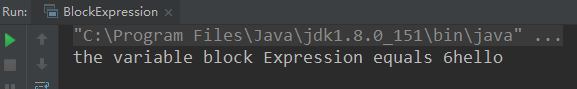 Run: BlockExpression ×
"C:\Program Files\Java\jdk1.8.0_151\bin\java" ...
the variable block Expression equals 6hello